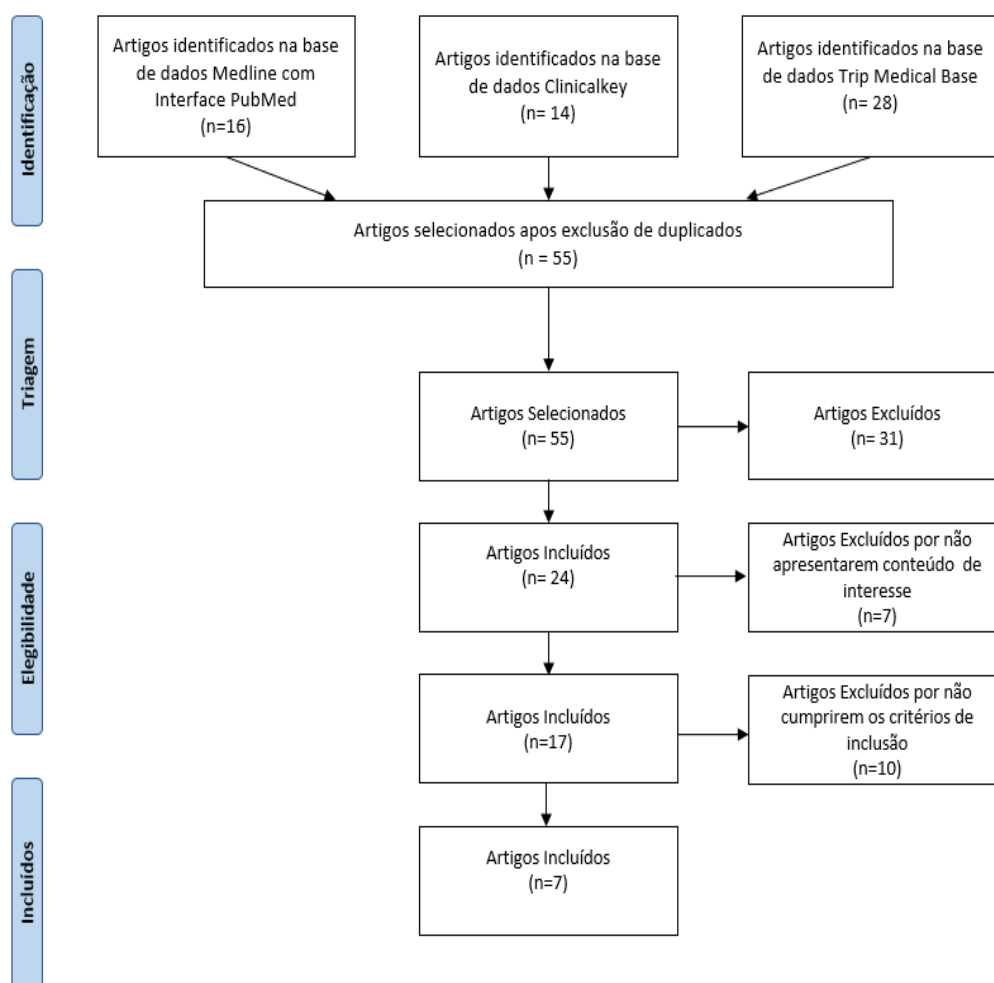 Identificação
Artigos identificados na base
de dados Medline com
Interface PubMed
(n=16)
Artigos identificados na base
de dados Clinicalkey
(n= 14)
Artigos identificados na base
de dados Trip Medical Base
(n= 28)
Artigos selecionados apos exclusão de duplicados
(n = 55)
Triagem
Artigos Selecionados
(n= 55)
Artigos Excluídos
(n= 31)
Elegibilidade
Artigos Incluídos
(n= 24)
Artigos Excluídos por não
apresentarem conteúdo de
interesse
(n=7)
Artigos Incluídos
(n=17)
Artigos Excluídos por não
cumprirem os critérios de
inclusão
(n=10)
Incluídos
Artigos Incluídos
(n=7)